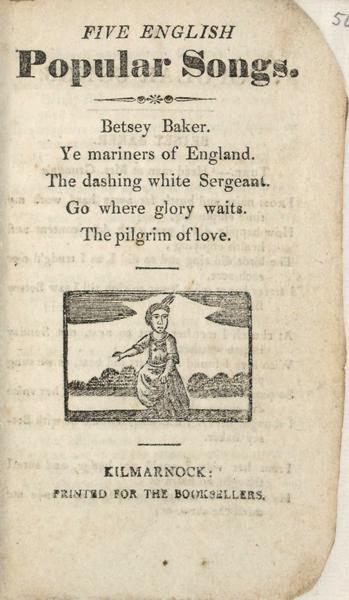 FIVE ENGLISH
Popular Songs.
Betsey Baker.
Ye mariners of England.
The dashing white Sergeant.
Go where glory waits.
The pilgrim of love.
KILMARNOCK:
PRINTED FOR THE BOOKSELLERS.